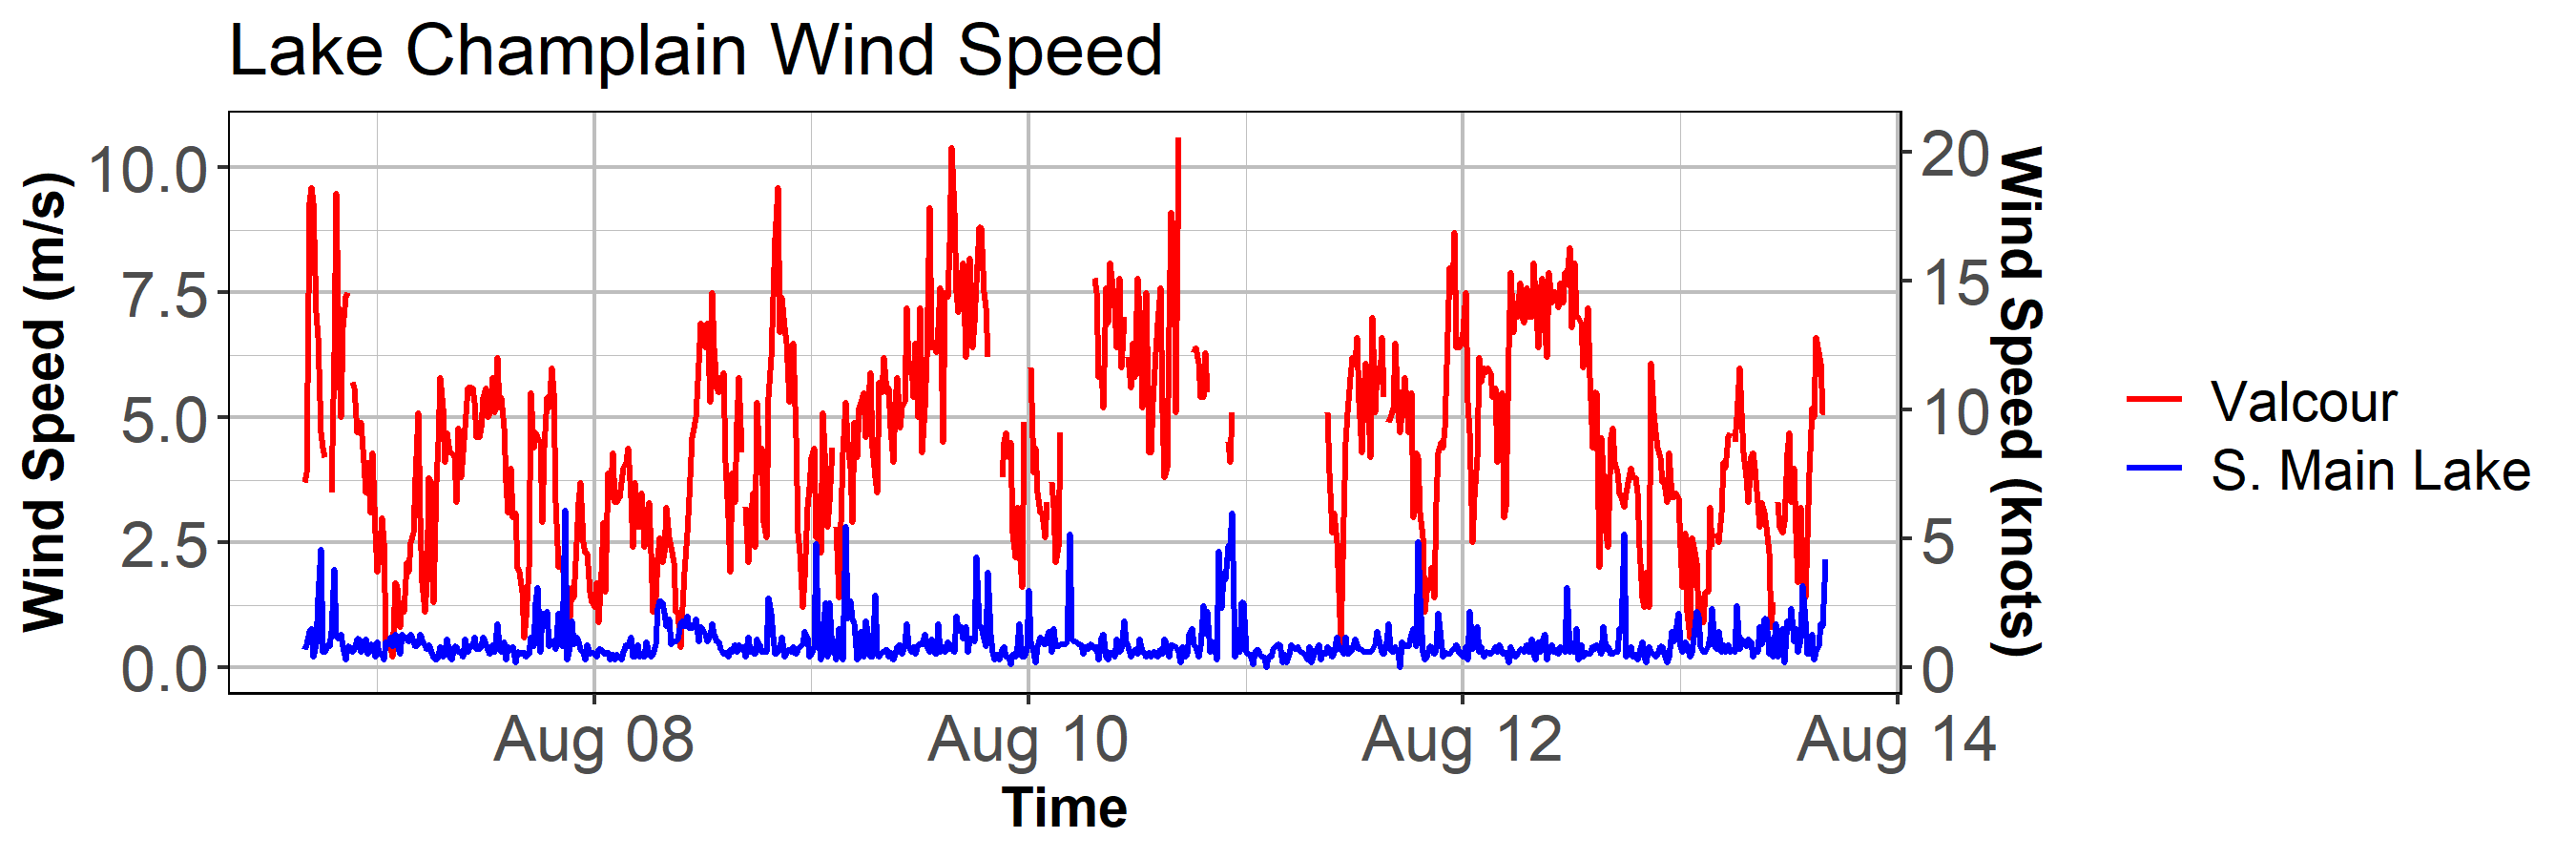 Lake Champlain Wind Speed
Wind Speed (m/s)
10.0
7.5
5.0
2.5
0.0
20
15
10
5
0
Wind Speed (knots)
Aug 08
Aug 10
Aug 12
Aug 14
Time
Valcour
S. Main Lake